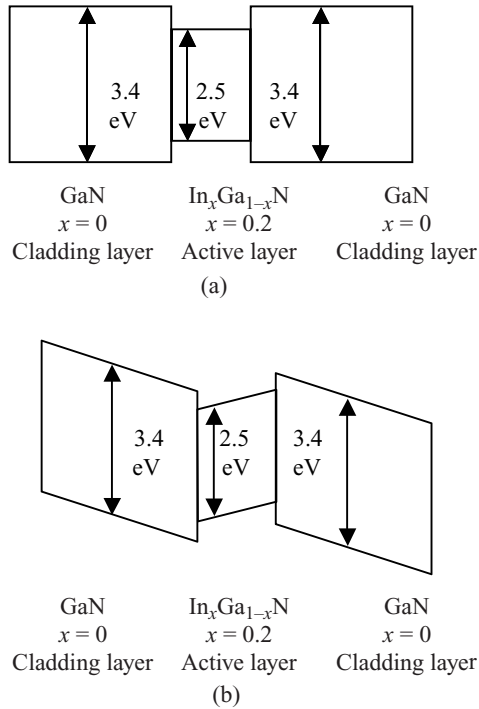 3.4 2.5 3.4
eV eV eV
GaN InₓGa₁₋ₓN GaN
x = 0 x = 0.2 x = 0
Cladding layer Active layer Cladding layer
(a)
3.4 2.5 3.4
eV eV eV
GaN InₓGa₁₋ₓN GaN
x = 0 x = 0.2 x = 0
Cladding layer Active layer Cladding layer
(b)